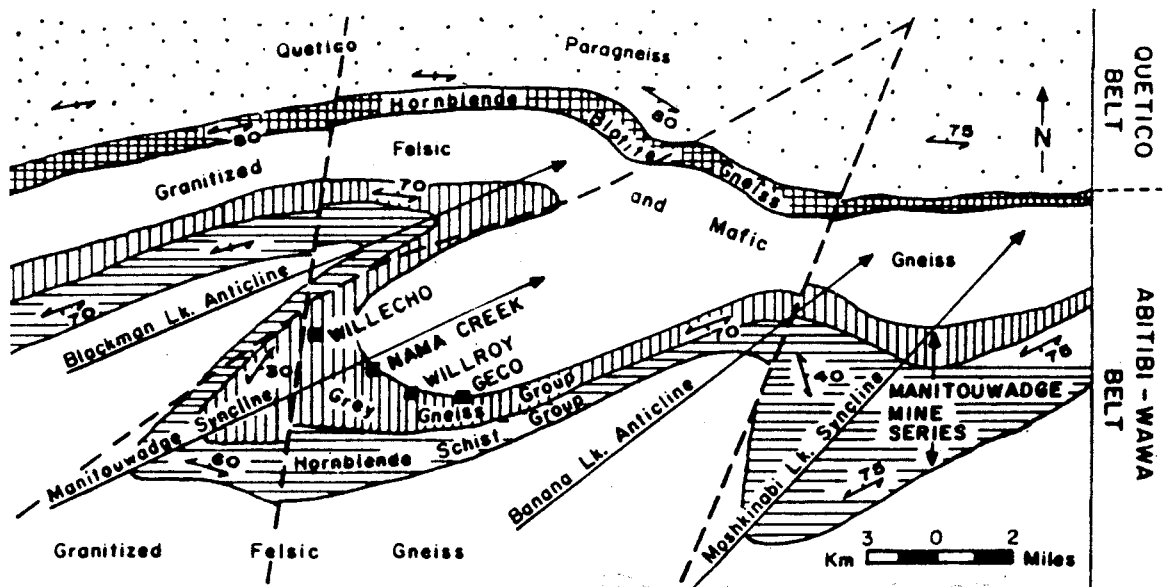 Quetico
Paragneiss
QUETICO
BELT
80
Hornblende
Biotite
Gneiss
75
N
80
Granitized
Felsic
and
Mafic
Gneiss
70
70
Blackman Lk. Anticline
WILLECHO
NAMA CREEK
WILLROY
GECO
80
Manitouwadge Syncline
Grey
Gneiss
Group
Hornblende
Schist
Group
60
70
Banana Lk. Anticline
40
Moshkinabi Lk. Syncline
75
MANITOUWADGE
MINE
SERIES
75
ABITIBI-WAWA
BELT
Granitized
Felsic
Gneiss
3 0 2
Km Miles